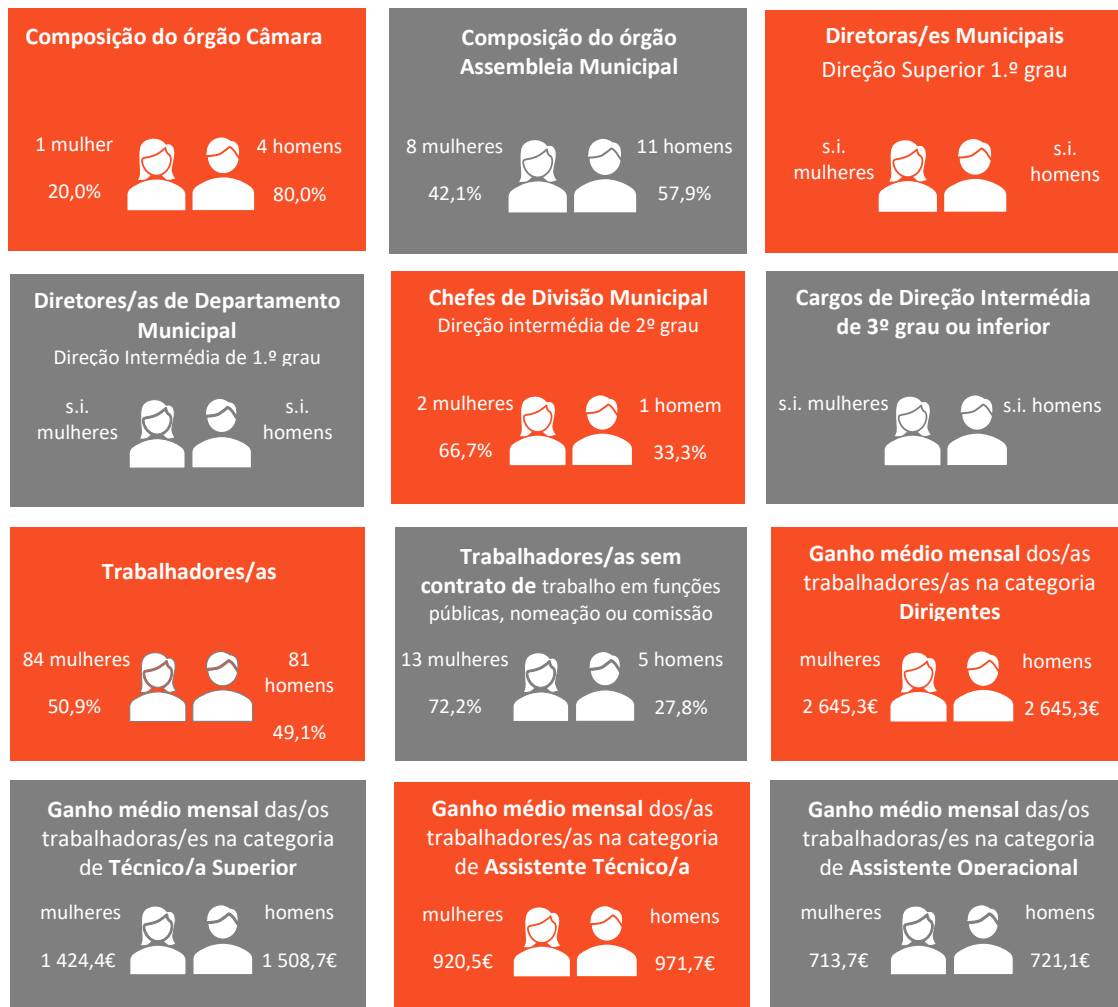 Composição do órgão Câmara
1 mulher
20,0%
4 homens
80,0%
Composição do órgão
Assembleia Municipal
8 mulheres
42,1%
11 homens
57,9%
Diretoras/es Municipais
Direção Superior 1.º grau
s.i.
mulheres
s.i.
homens
Diretores/as de Departamento
Municipal
Direção Intermédia de 1.º grau
s.i.
mulheres
s.i.
homens
Chefes de Divisão Municipal
Direção intermédia de 2º grau
2 mulheres
66,7%
1 homem
33,3%
Cargos de Direção Intermédia
de 3º grau ou inferior
s.i. mulheres
s.i. homens
Trabalhadores/as
84 mulheres
50,9%
81
homens
49,1%
Trabalhadores/as sem
contrato de trabalho em funções
públicas, nomeação ou comissão
13 mulheres
72,2%
5 homens
27,8%
Ganho médio mensal dos/as
trabalhadores/as na categoria
Dirigentes
mulheres
2 645,3€
homens
2 645,3€
Ganho médio mensal das/os
trabalhadoras/es na categoria
de Técnico/a Superior
mulheres
1 424,4€
homens
1 508,7€
Ganho médio mensal dos/as
trabalhadores/as na categoria
de Assistente Técnico/a
mulheres
920,5€
homens
971,7€
Ganho médio mensal das/os
trabalhadoras/es na categoria
de Assistente Operacional
mulheres
713,7€
homens
721,1€